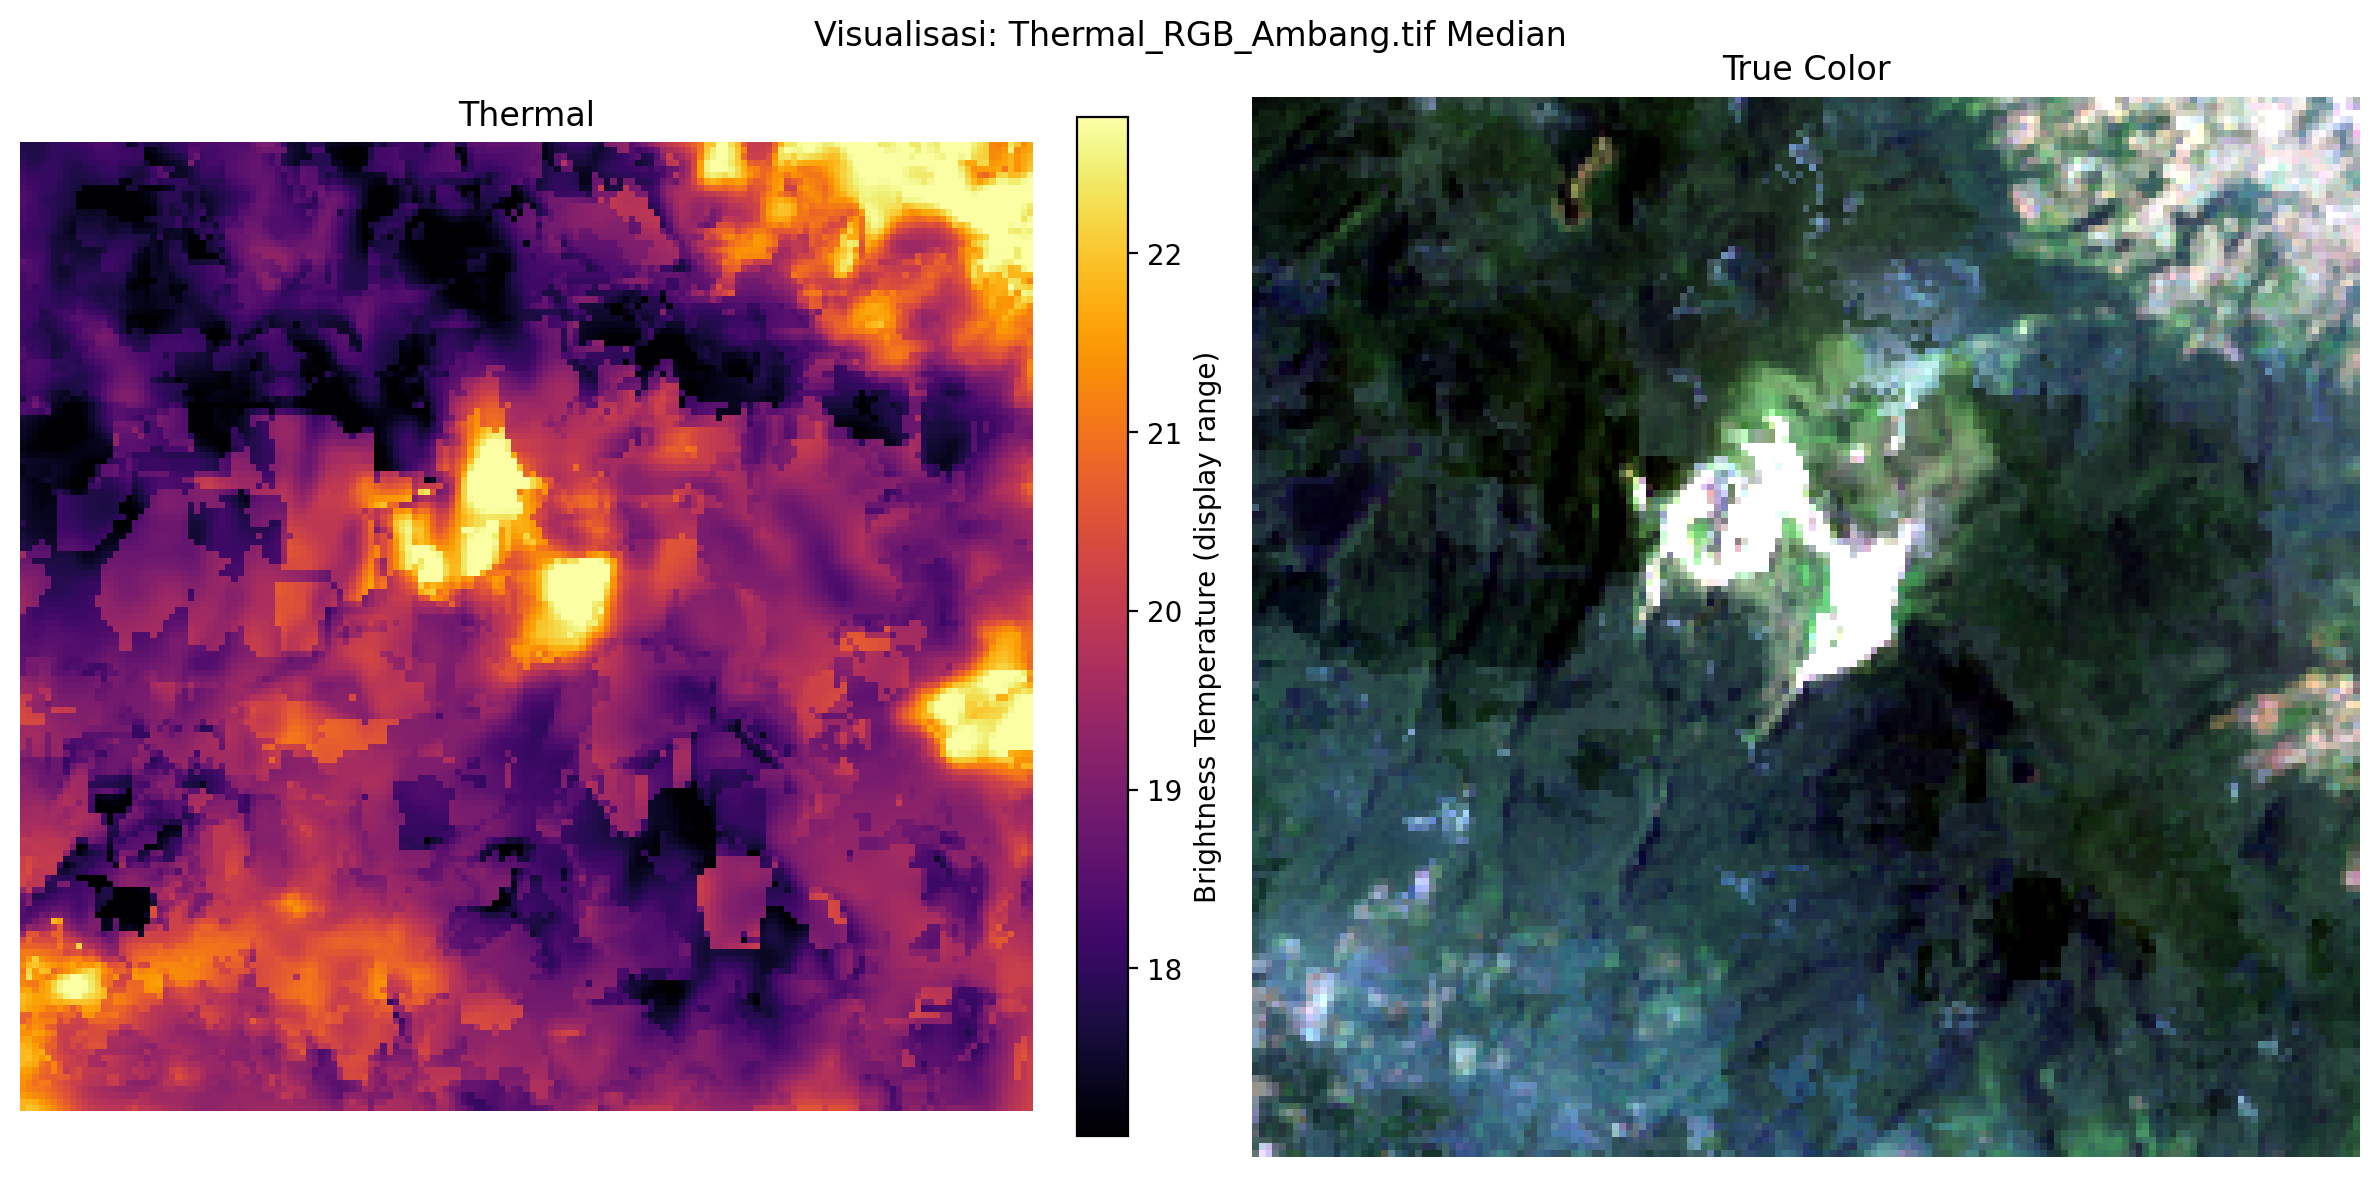 Visualisasi: Thermal_RGB_Ambang.tif Median
Thermal
True Color
22
21
20
19
18
Brightness Temperature (display range)